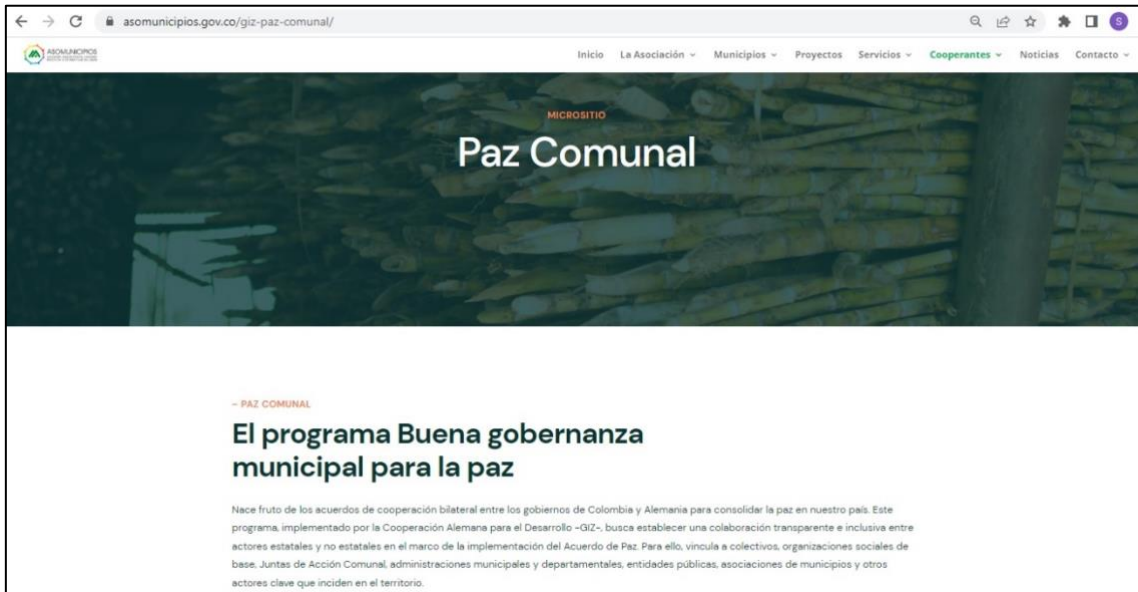 asomunicipios.gov.co/giz-paz-comunal/
S
ASOMUNICIPIOS
Inicio La Asociación Municipios Proyectos Servicios Cooperantes Noticias Contacto
MICROSITIO
Paz Comunal
– PAZ COMUNAL
El programa Buena gobernanza
municipal para la paz
Nace fruto de los acuerdos de cooperación bilateral entre los gobiernos de Colombia y Alemania para consolidar la paz en nuestro país. Este
programa, implementado por la Cooperación Alemana para el Desarrollo -GIZ-, busca establecer una colaboración transparente e inclusiva entre
actores estatales y no estatales en el marco de la implementación del Acuerdo de Paz. Para ello, vincula a colectivos, organizaciones sociales de
base, Juntas de Acción Comunal, administraciones municipales y departamentales, entidades públicas, asociaciones de municipios y otros
actores clave que inciden en el territorio.